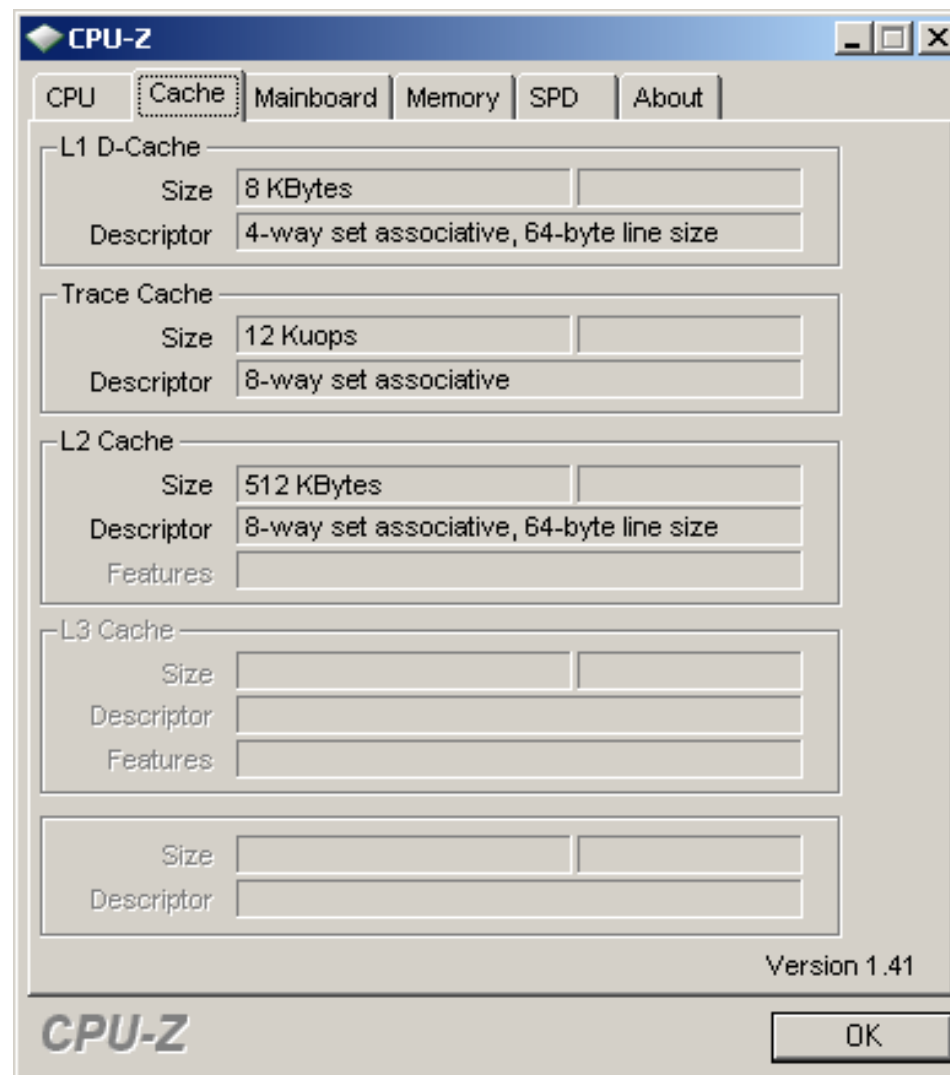 CPU-Z
CPU Cache Mainboard Memory SPD About
L1 D-Cache
Size 8 KBytes
Descriptor 4-way set associative, 64-byte line size
Trace Cache
Size 12 Kuops
Descriptor 8-way set associative
L2 Cache
Size 512 KBytes
Descriptor 8-way set associative, 64-byte line size
Features
L3 Cache
Size
Descriptor
Features
Size
Descriptor
Version 1.41
CPU-Z OK